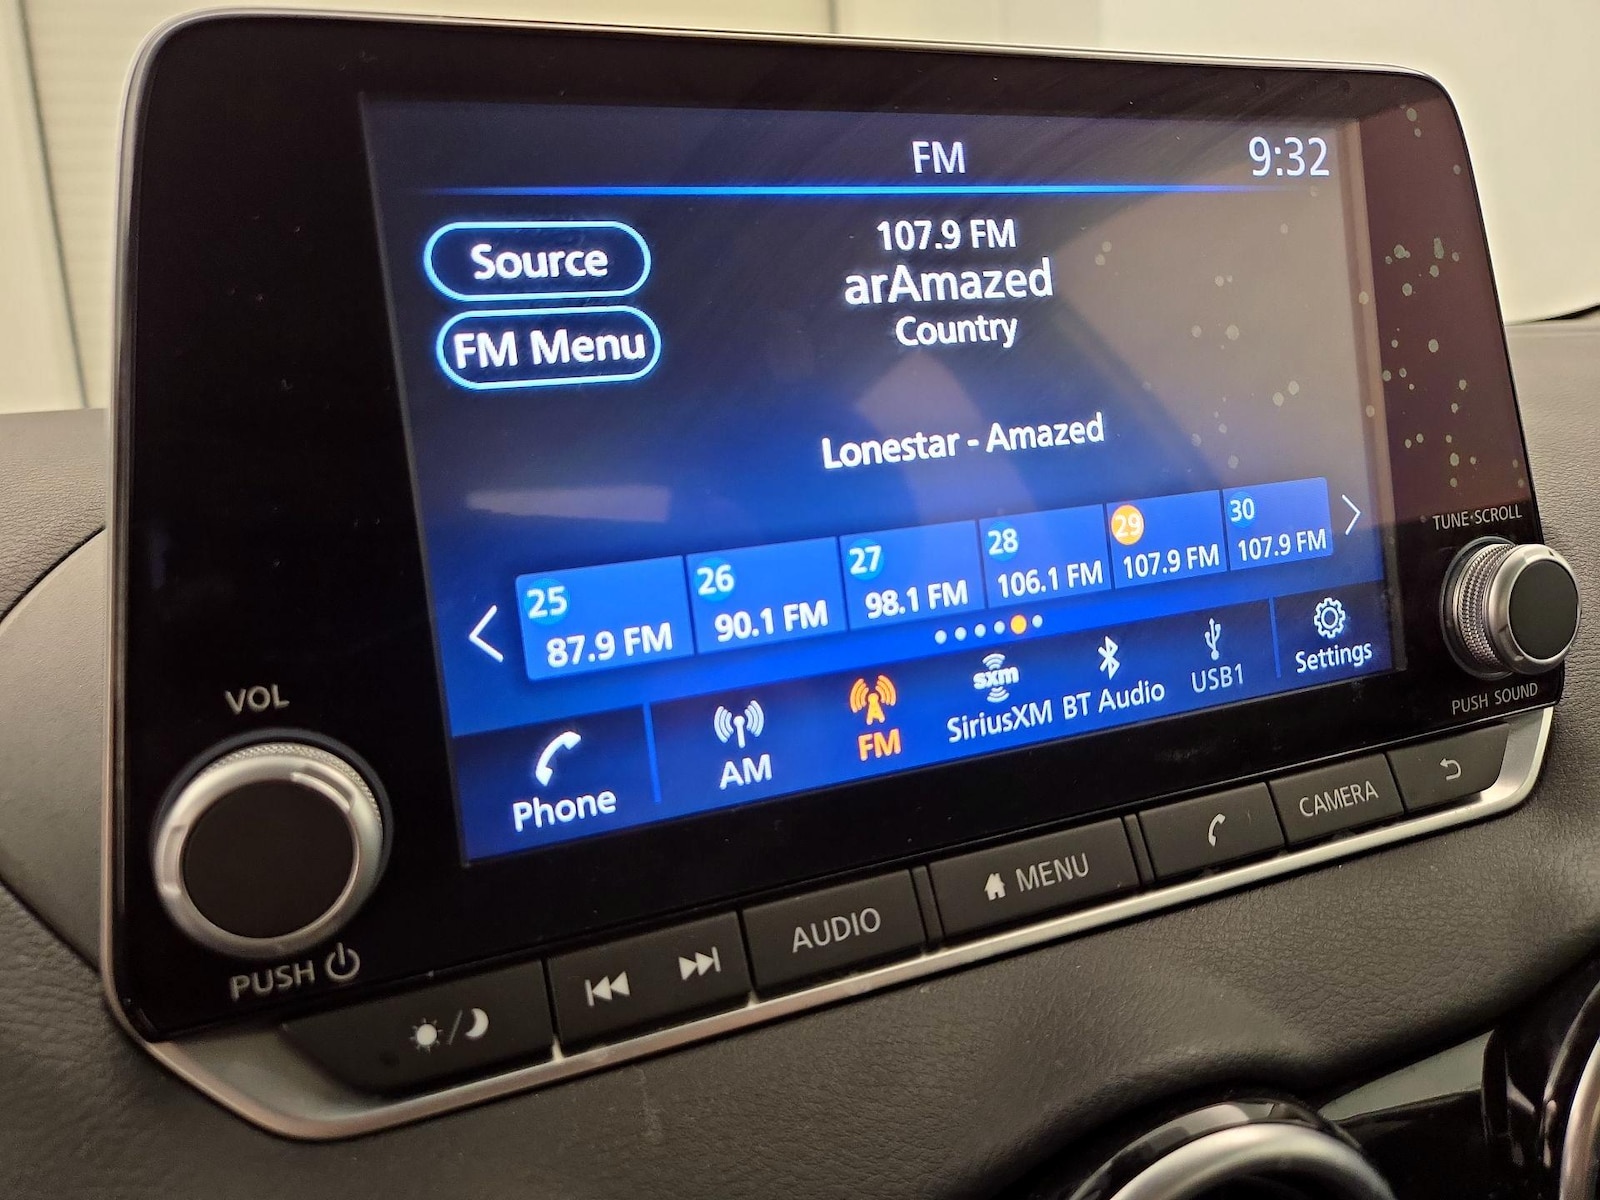 FM
9:32
Source
107.9 FM
arAmazed
Country
FM Menu
Lonestar - Amazed
25
87.9 FM
26
90.1 FM
27
98.1 FM
28
106.1 FM
29
107.9 FM
30
107.9 FM
TUNE·SCROLL
PUSH SOUND
VOL
PUSH
Phone
AM
FM
sxm
SiriusXM
BT Audio
USB1
Settings
AUDIO
MENU
CAMERA